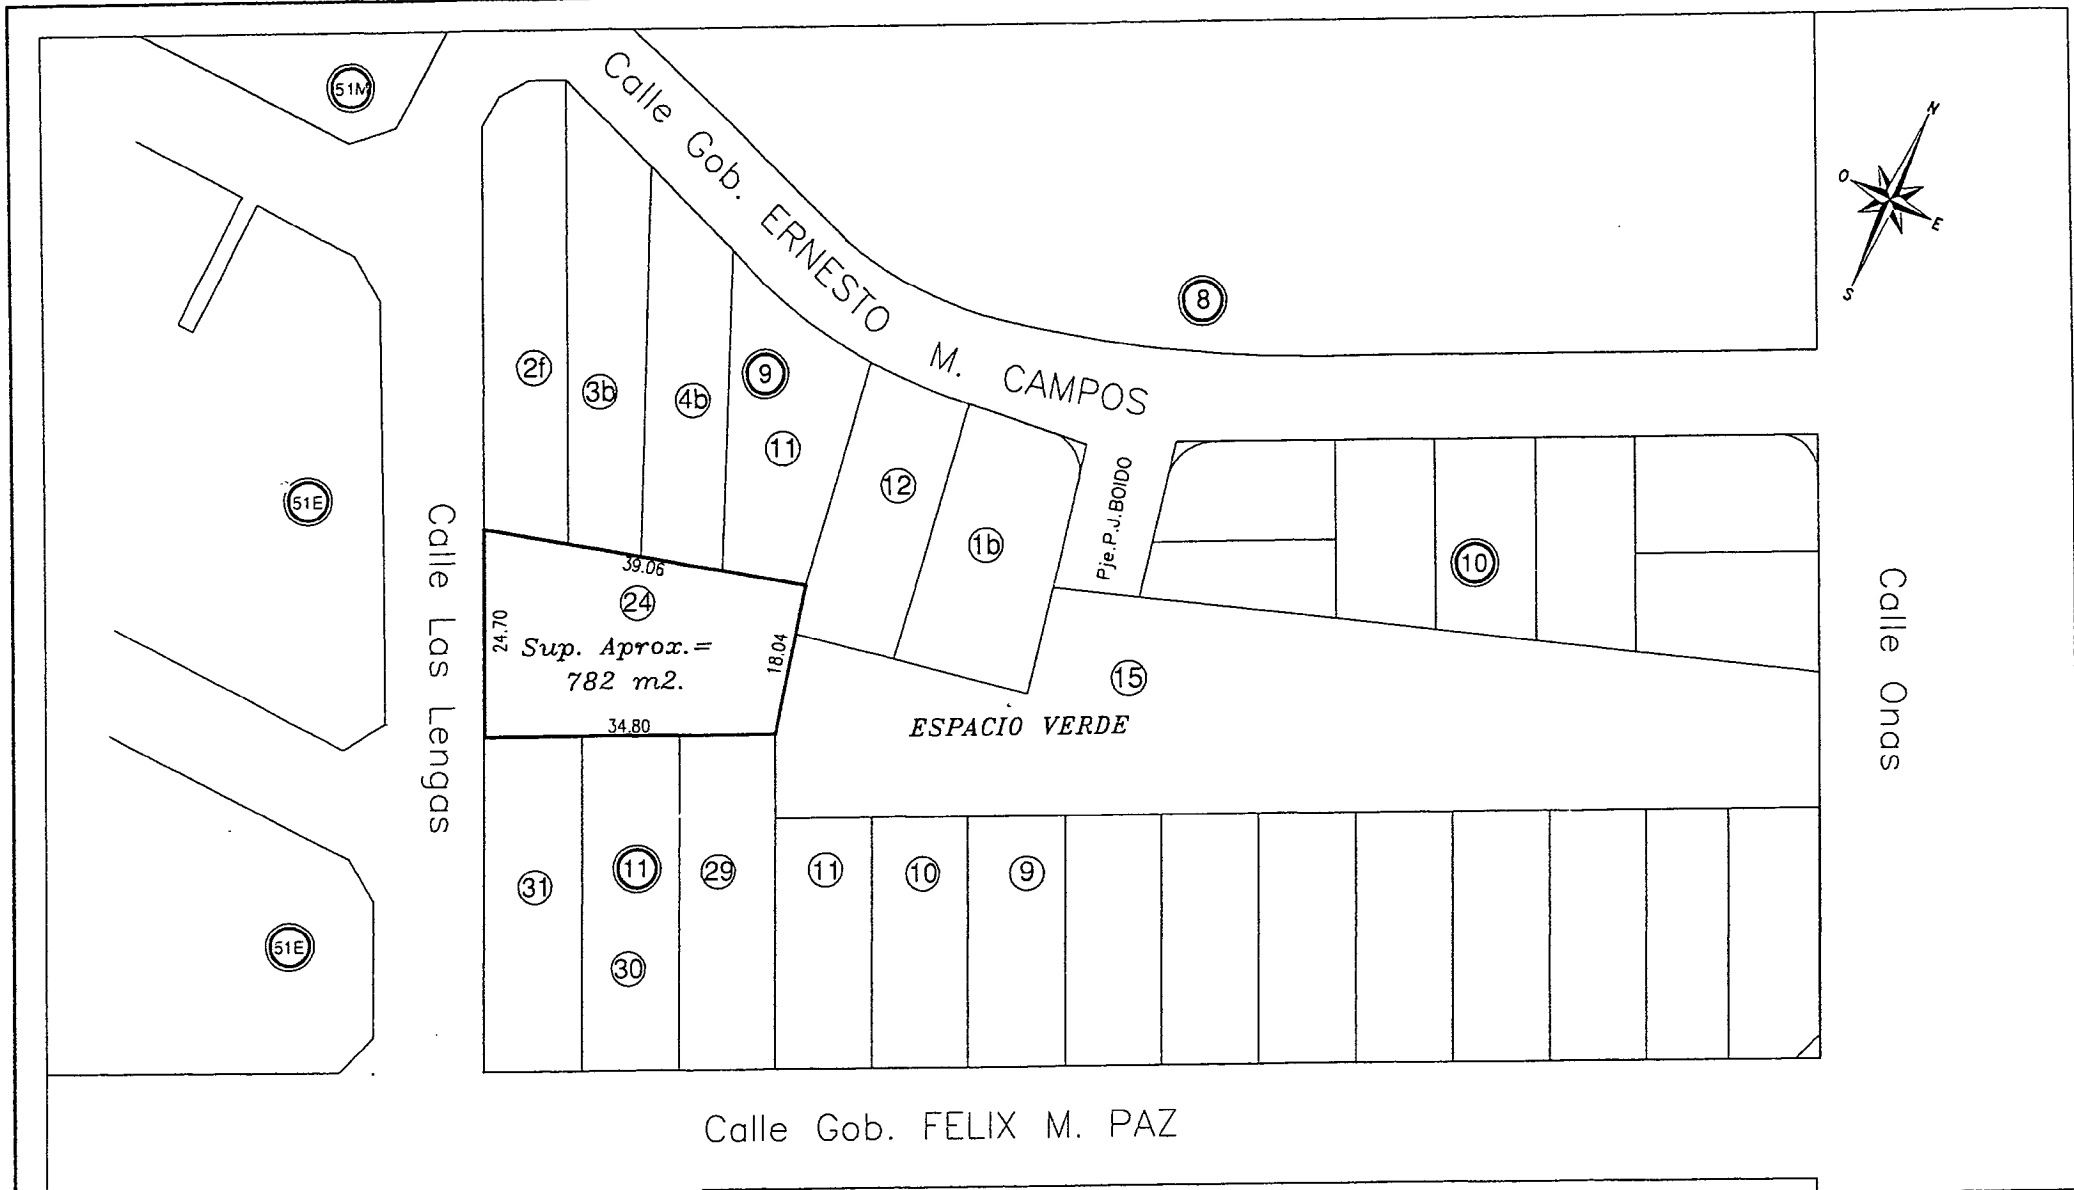 51M
Calle Gob. ERNESTO M. CAMPOS
N
O
E
S
8
2f
3b
4b
9
11
12
1b
Pje.P.J.BOIDO
10
51E
Calle Las Lengas
39.06
24
24.70
Sup. Aprox.=
782 m2.
18.04
34.80
15
ESPACIO VERDE
Calle Onas
31
11
29
11
10
9
30
51E
Calle Gob. FELIX M. PAZ